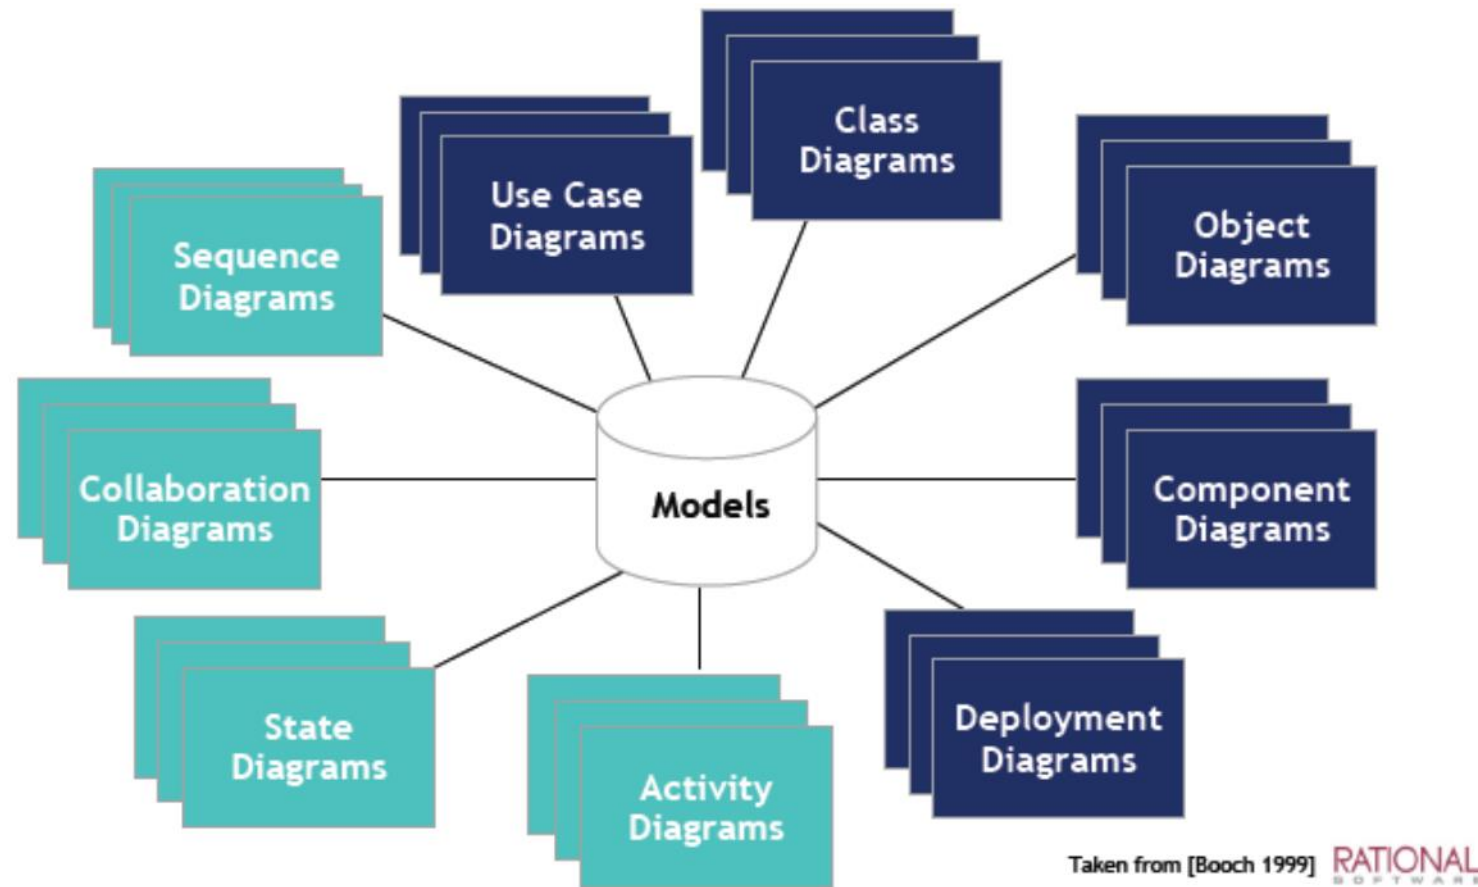 Class
Diagrams
Use Case
Diagrams
Object
Diagrams
Sequence
Diagrams
Collaboration
Diagrams
Models
Component
Diagrams
State
Diagrams
Activity
Diagrams
Deployment
Diagrams
Taken from [Booch 1999]
RATIONAL
SOFTWARE